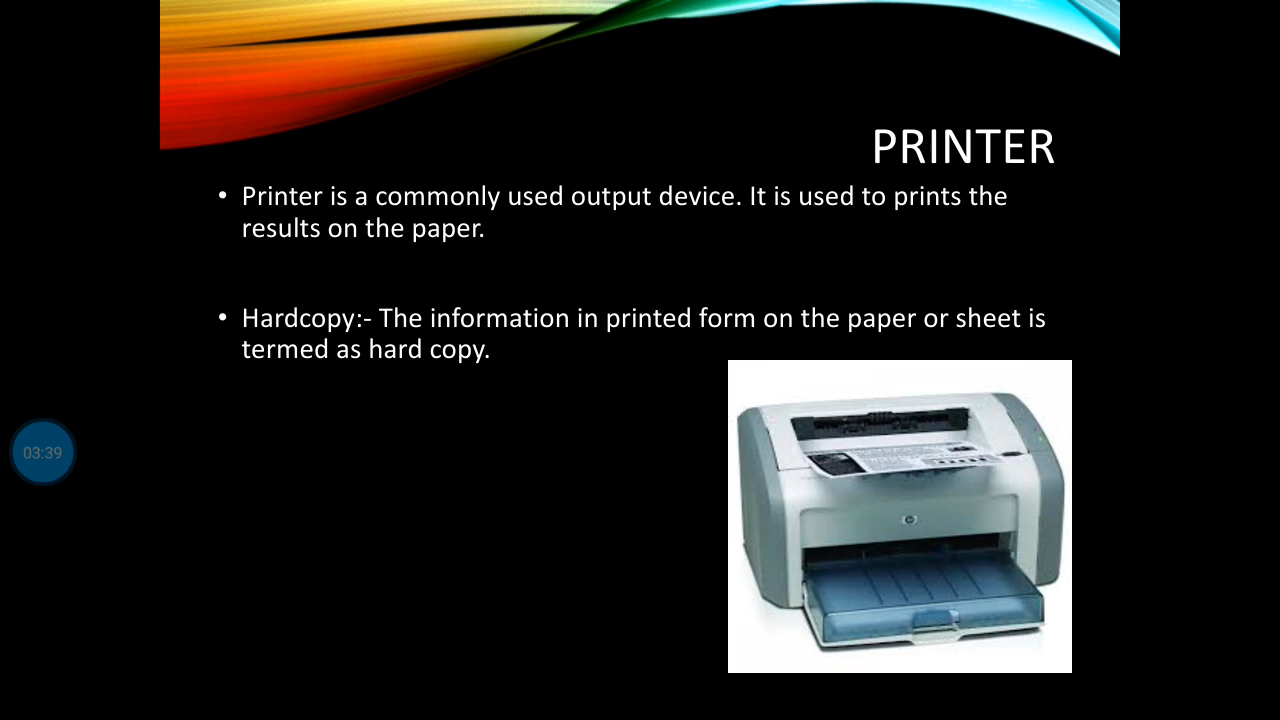 PRINTER
• Printer is a commonly used output device. It is used to prints the
results on the paper.
• Hardcopy:- The information in printed form on the paper or sheet is
termed as hard copy.
03:39